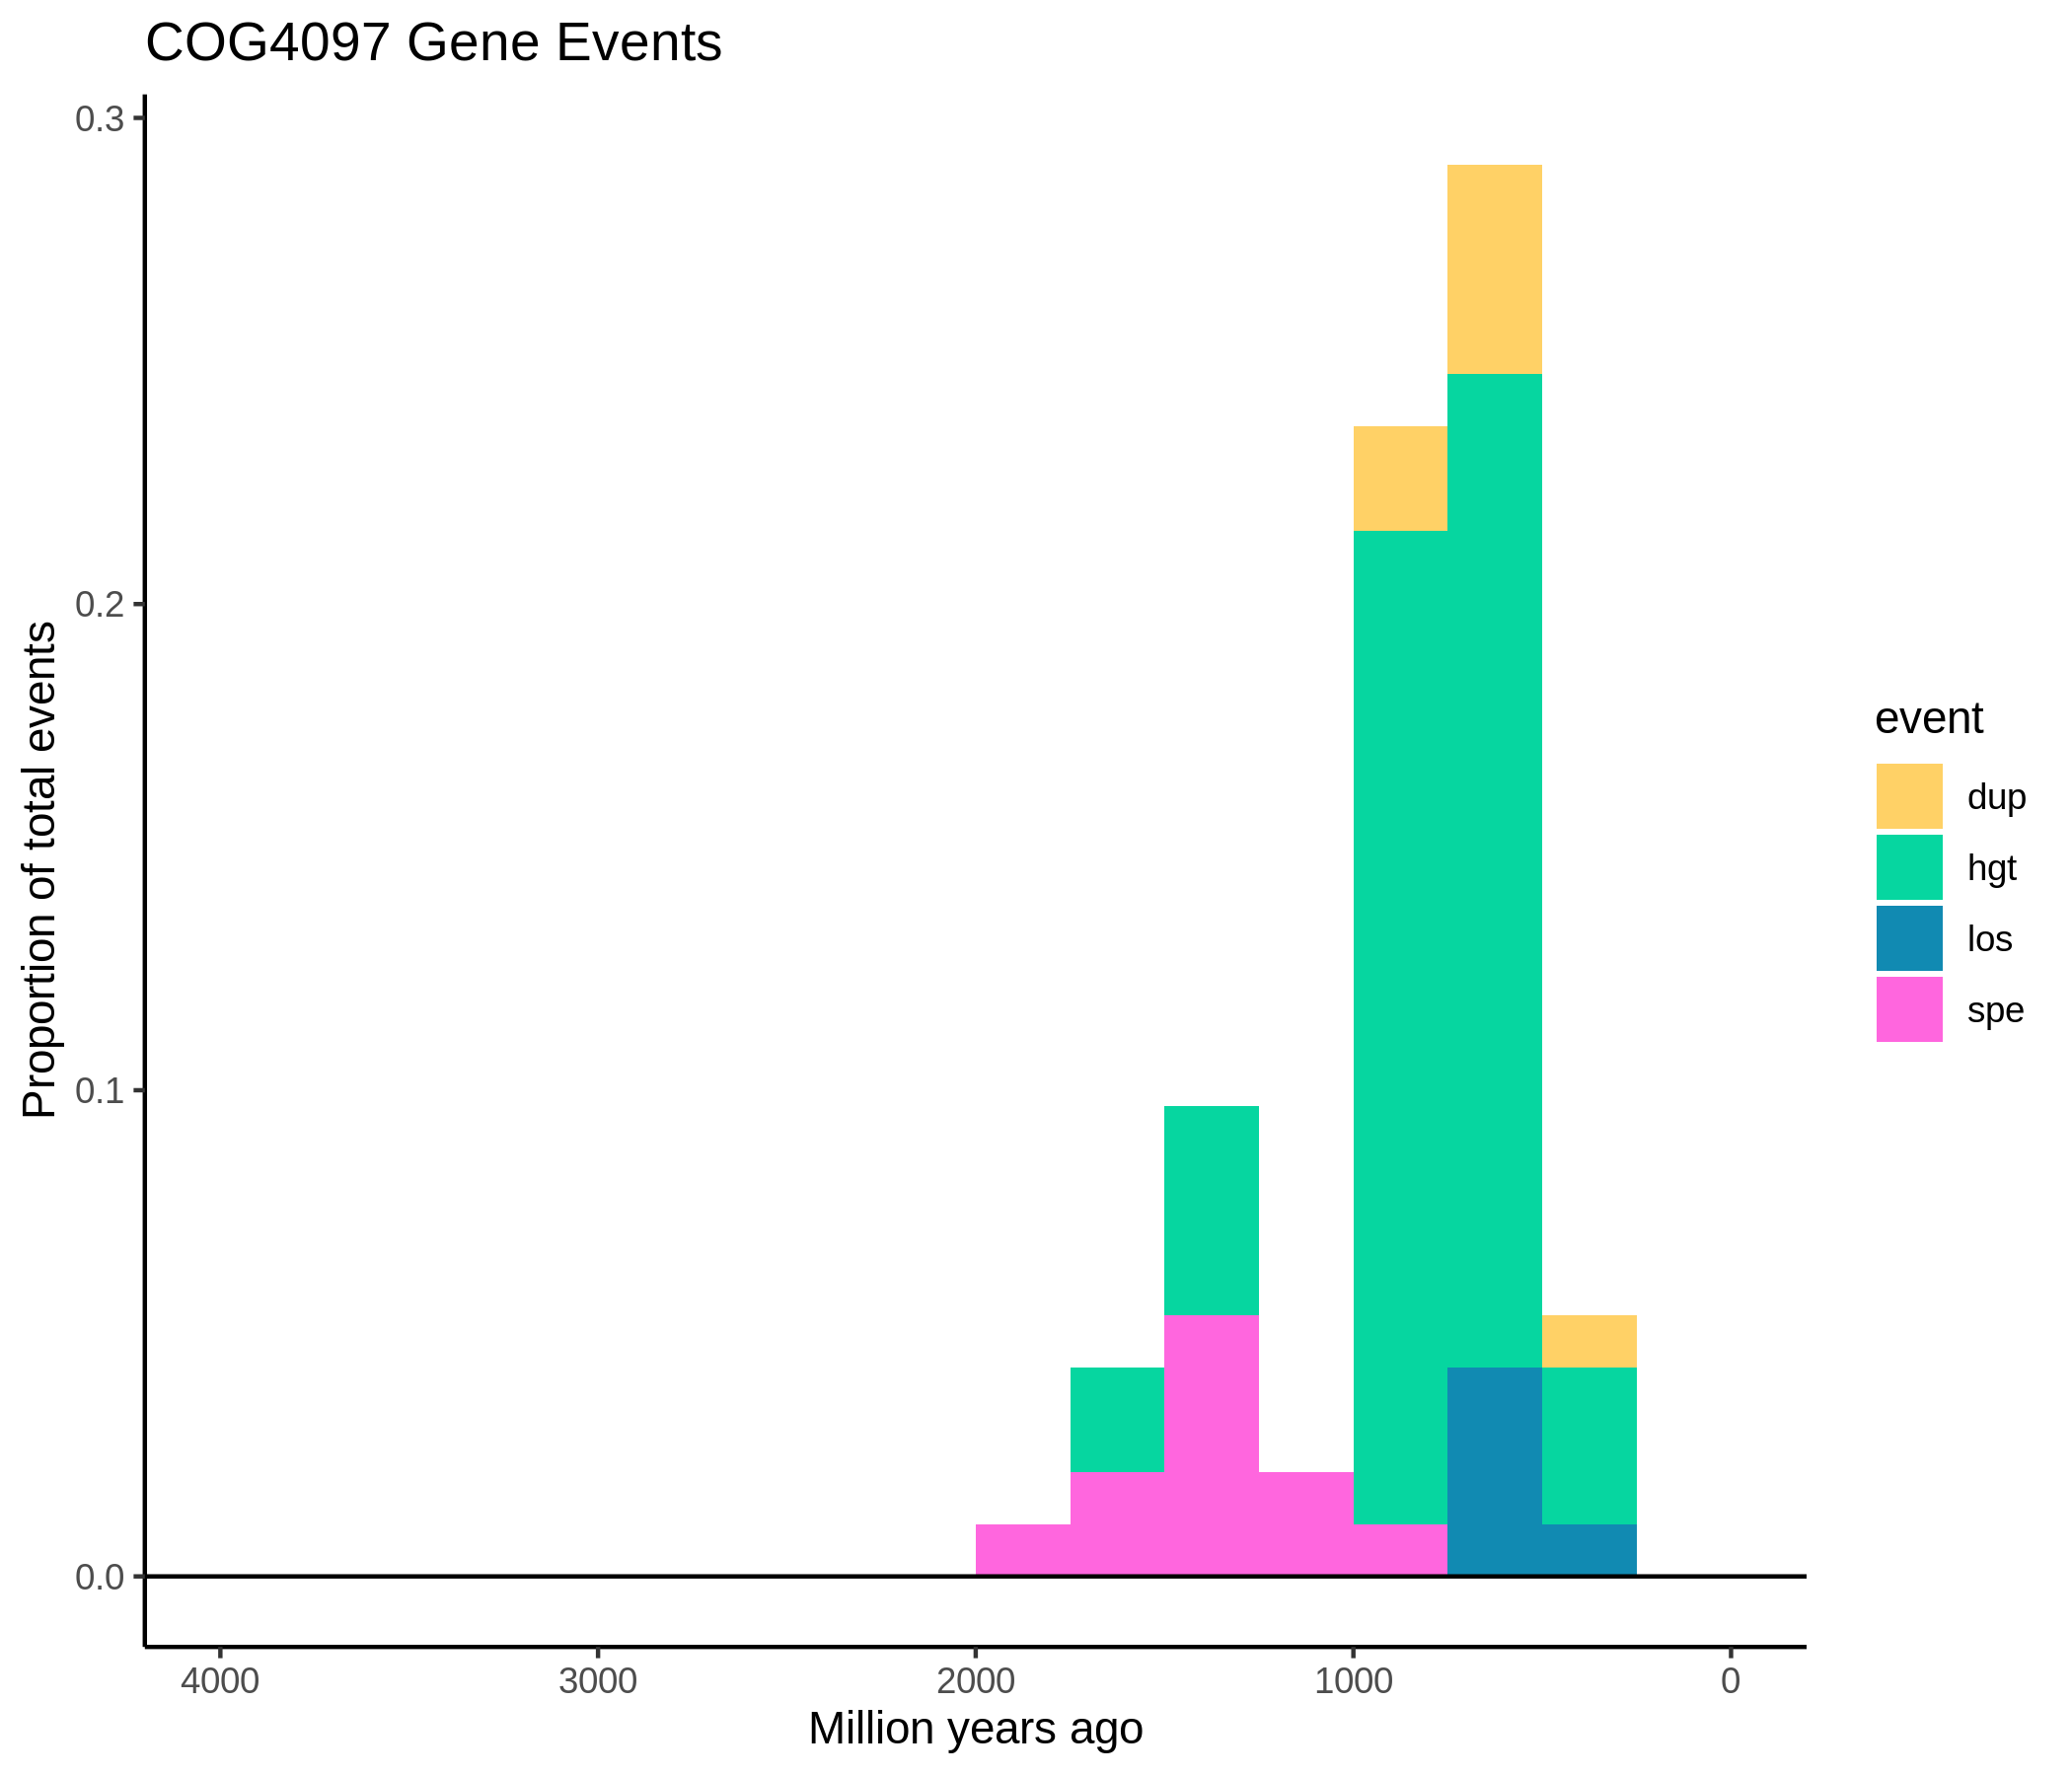 COG4097 Gene Events
0.3
0.2
0.1
0.0
Proportion of total events
4000 3000 2000 1000 0
Million years ago
event
dup
hgt
los
spe